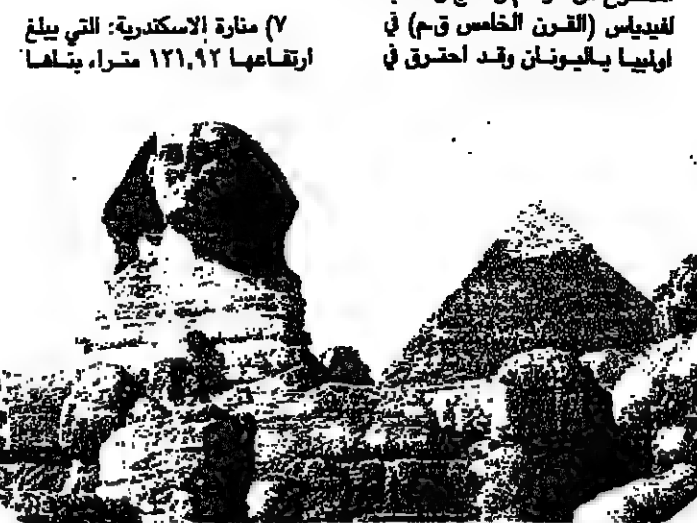 لفيدياس (القرن الخامس ق.م) في
اولمبيا باليونان وقد احترق في
٧) منارة الاسكندرية: التي يبلغ
ارتفاعها ١٢١,٩٢ مترا، بناها